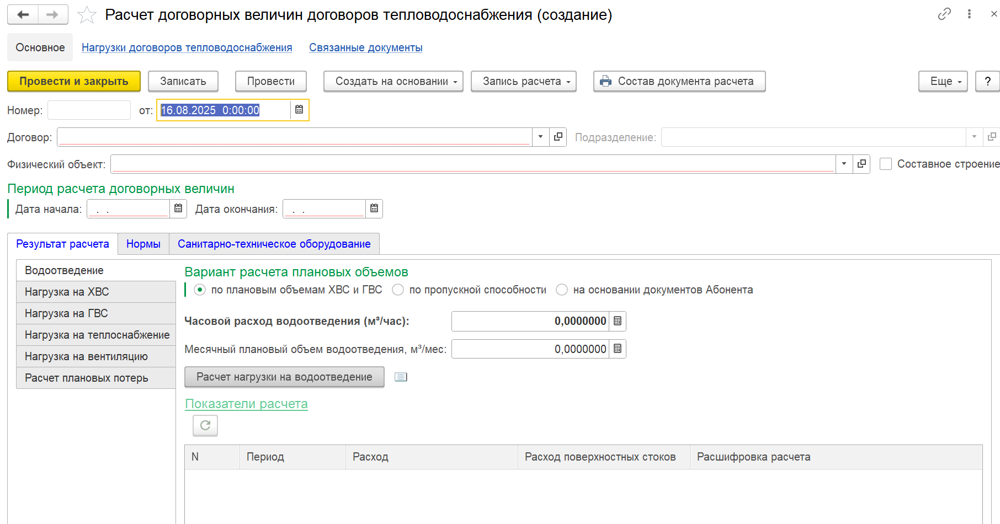 Расчет договорных величин договоров тепловодоснабжения (создание)
Основное Нагрузки договоров тепловодоснабжения Связанные документы
Провести и закрыть Записать Провести Создать на основании Запись расчета Состав документа расчета Еще ?
Номер: от: 16.08.2025 0:00:00
Договор: Подразделение:
Физический объект: Составное строение
Период расчета договорных величин
Дата начала: . . Дата окончания: . .
Результат расчета Нормы Санитарно-техническое оборудование
Водоотведение
Нагрузка на ХВС
Нагрузка на ГВС
Нагрузка на теплоснабжение
Нагрузка на вентиляцию
Расчет плановых потерь
Вариант расчета плановых объемов
по плановым объемам ХВС и ГВС по пропускной способности на основании документов Абонента
Часовой расход водоотведения (м³/час): 0,0000000
Месячный плановый объем водоотведения, м³/мес: 0,0000000
Расчет нагрузки на водоотведение
Показатели расчета
N Период Расход Расход поверхностных стоков Расшифровка расчета